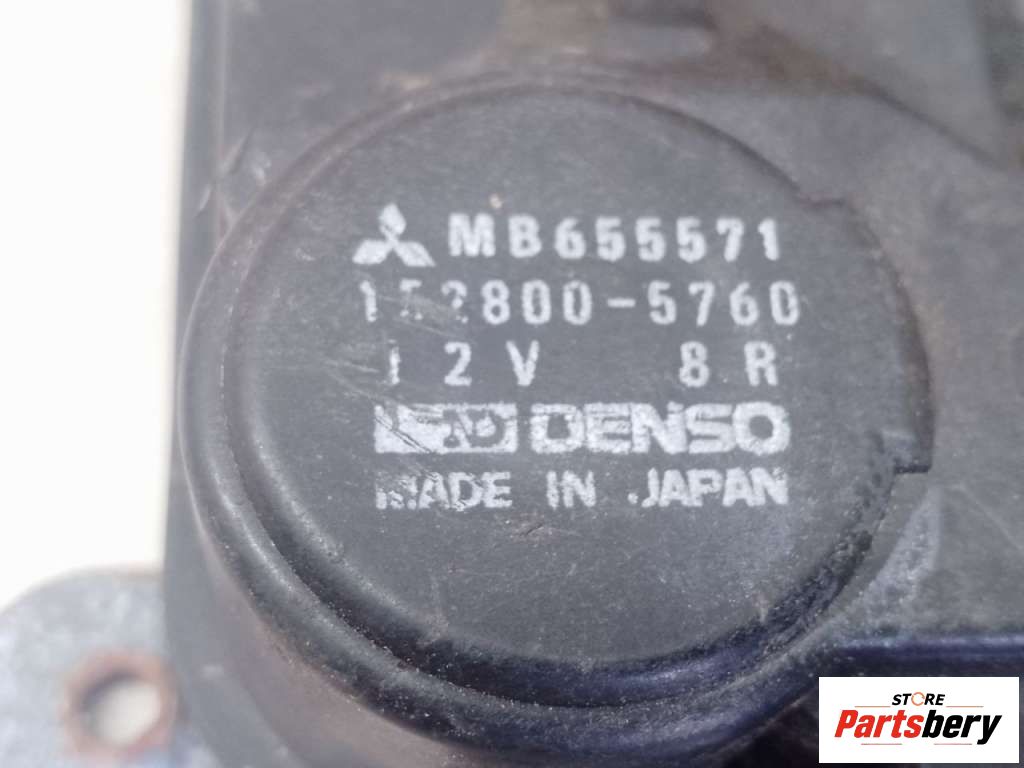 MB655571
12V 8R
DENSO
MADE IN JAPAN
STORE
Partsbery